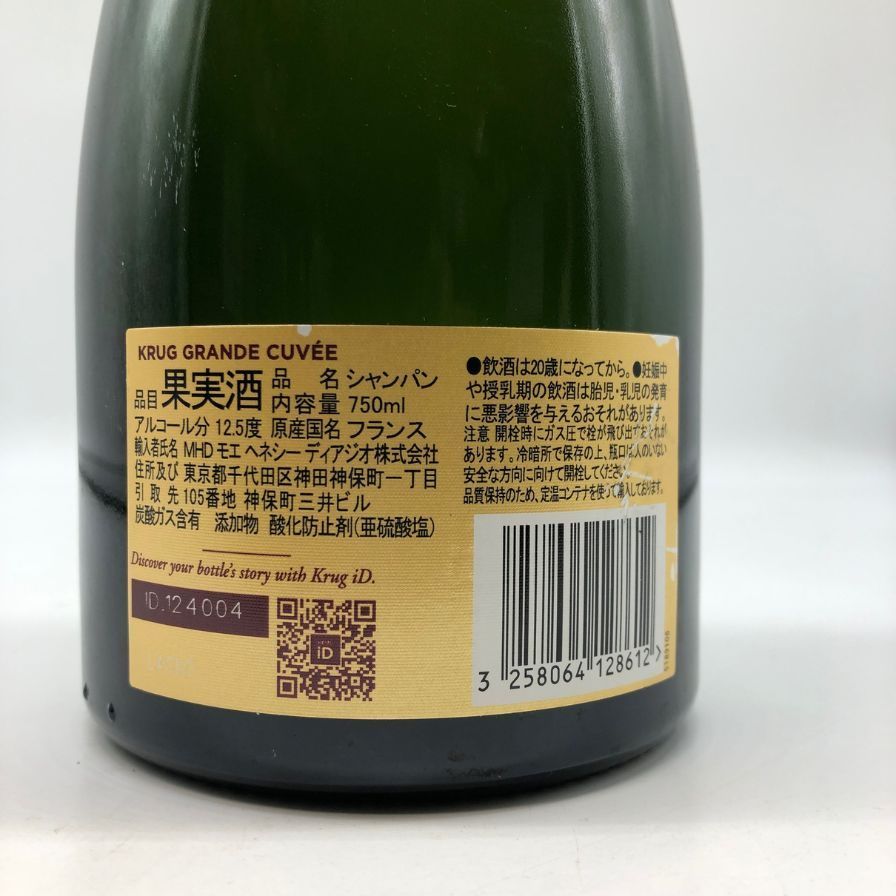 KRUG GRANDE CUVÉE
品目 果実酒 品 名 シャンパン
内容量 750ml
アルコール分 12.5度 原産国名 フランス
輸入者氏名 MHD モエ ヘネシー ディアジオ株式会社
住所及び 東京都千代田区神田神保町一丁目
引 取 先 105番地 神保町三井ビル
炭酸ガス含有 添加物 酸化防止剤(亜硫酸塩)
Discover your bottle's story with Krug iD.
iD.124004
iD
●飲酒は20歳になってから。●妊娠中
や授乳期の飲酒は胎児・乳児の発育
に悪影響を与えるおそれがあります。
注意 開栓時にガス圧で栓が飛び出すおそれが
あります。冷暗所で保存の上、瓶口は人のいない
安全な方向に向けて開栓してください。
品質保持のため、定温コンテナを使って輸入しております。
3 258064 128612 >